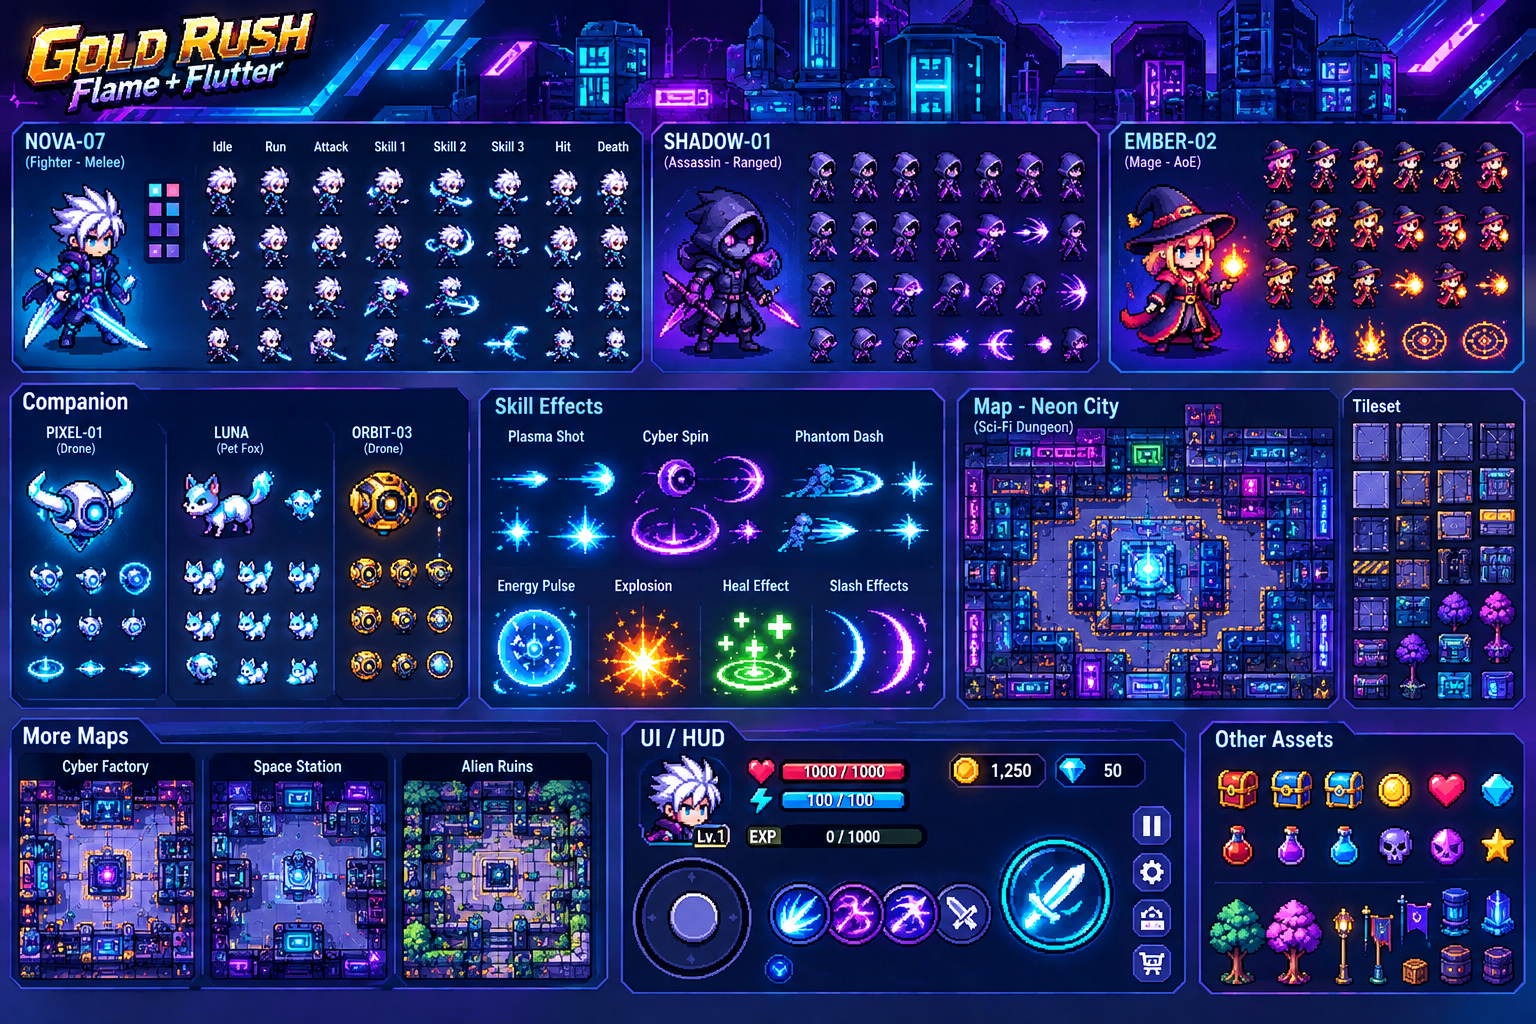 GOLD RUSH
Flame + Flutter
NOVA-07
(Fighter - Melee)
Idle
Run
Attack
Skill 1
Skill 2
Skill 3
Hit
Death
SHADOW-01
(Assassin - Ranged)
EMBER-02
(Mage - AoE)
Companion
PIXEL-01
(Drone)
LUNA
(Pet Fox)
ORBIT-03
(Drone)
Skill Effects
Plasma Shot
Cyber Spin
Phantom Dash
Energy Pulse
Explosion
Heal Effect
Slash Effects
Map - Neon City
(Sci-Fi Dungeon)
Tileset
More Maps
Cyber Factory
Space Station
Alien Ruins
UI / HUD
1000 / 1000
100 / 100
Lv.1
EXP
0 / 1000
1,250
50
Other Assets